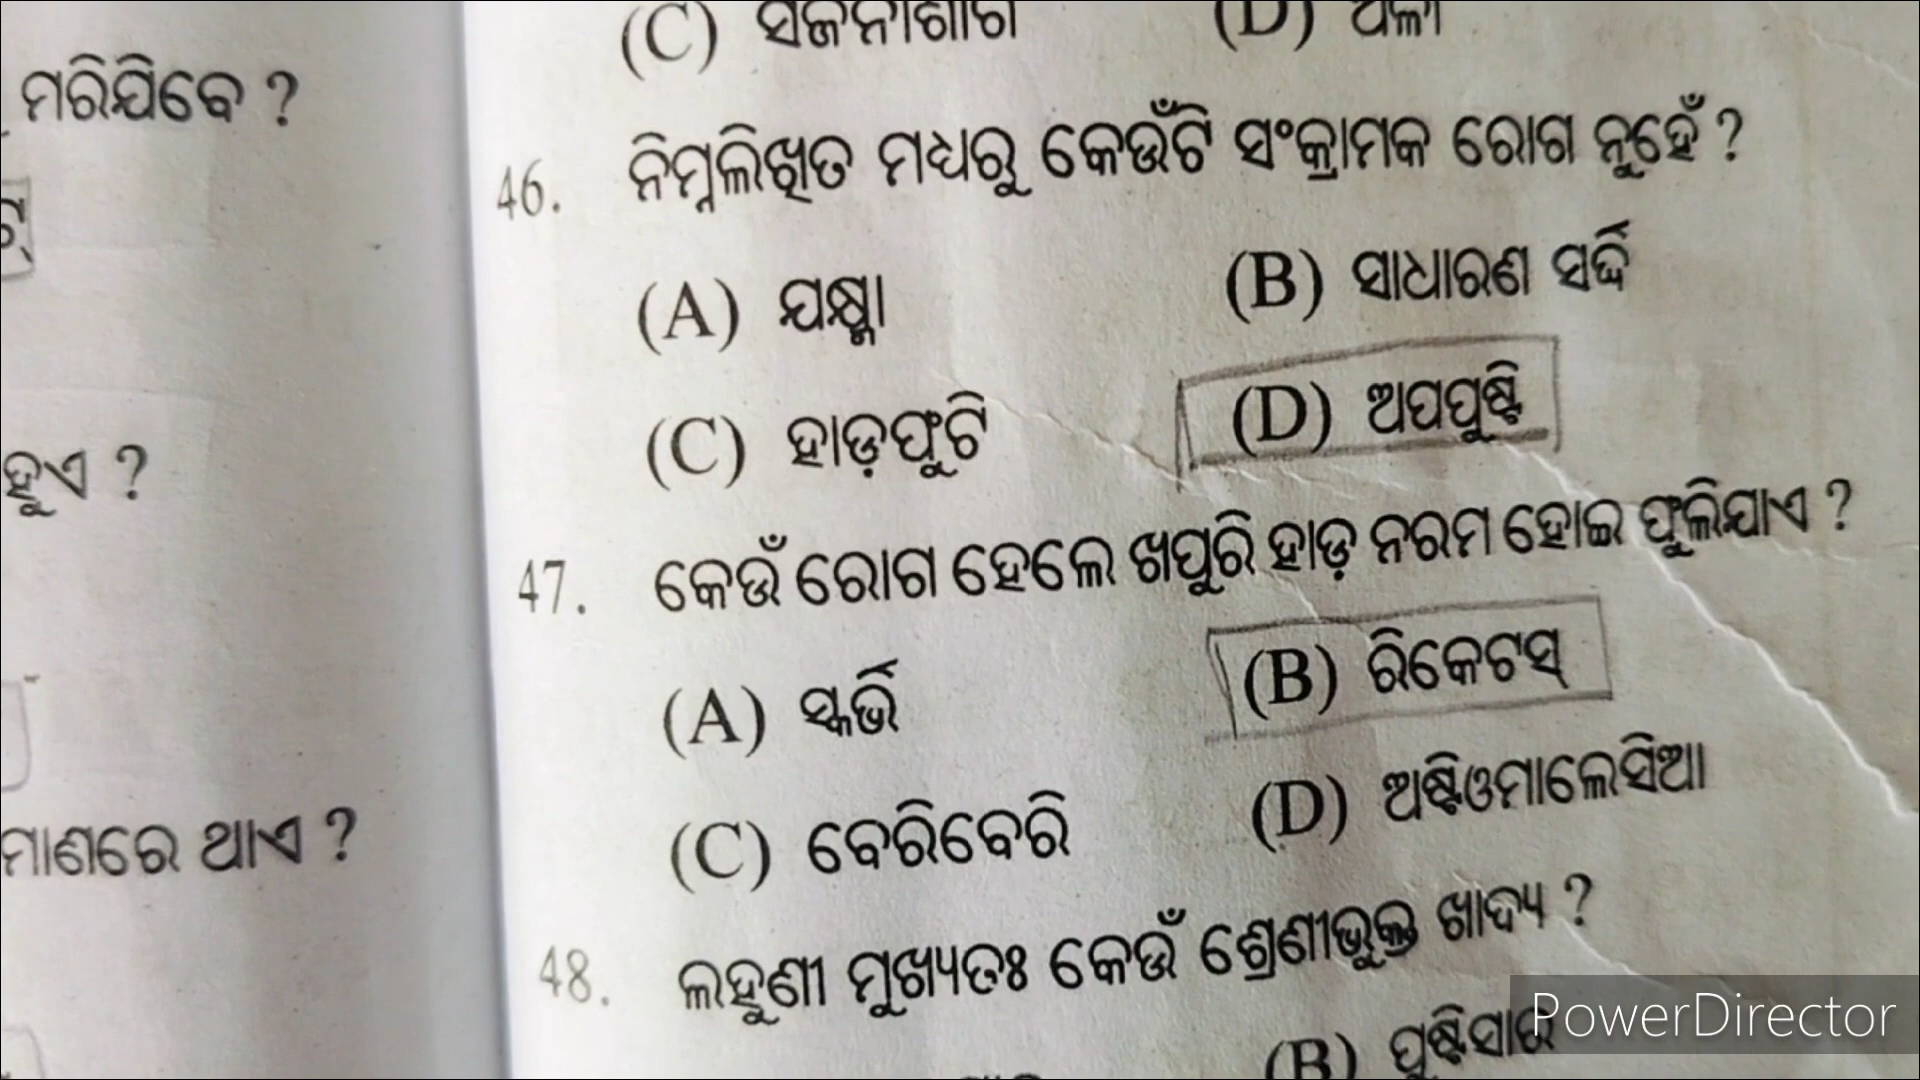 ମରିଯିବେ ?
ହୁଏ ?
ମାଣରେ ଥାଏ ?
(C) ସଜନାଶାଗ (D)
46. ନିମ୍ନଲିଖିତ ମଧ୍ୟରୁ କେଉଁଟି ସଂକ୍ରାମକ ରୋଗ ନୁହେଁ ?
(A) ଯକ୍ଷ୍ମା (B) ସାଧାରଣ ସର୍ଦ୍ଦି
(C) ହାଡ଼ଫୁଟି (D) ଅପପୁଷ୍ଟି
47. କେଉଁ ରୋଗ ହେଲେ ଖପୁରି ହାଡ଼ ନରମ ହୋଇ ଫୁଲିଯାଏ ?
(A) ସ୍କର୍ଭି (B) ରିକେଟସ୍
(C) ବେରିବେରି (D) ଅଷ୍ଟିଓମାଲେସିଆ
48. ଲହୁଣୀ ମୁଖ୍ୟତଃ କେଉଁ ଶ୍ରେଣୀଭୁକ୍ତ ଖାଦ୍ୟ ?
(B) ପୁଷ୍ଟିସାର
PowerDirector